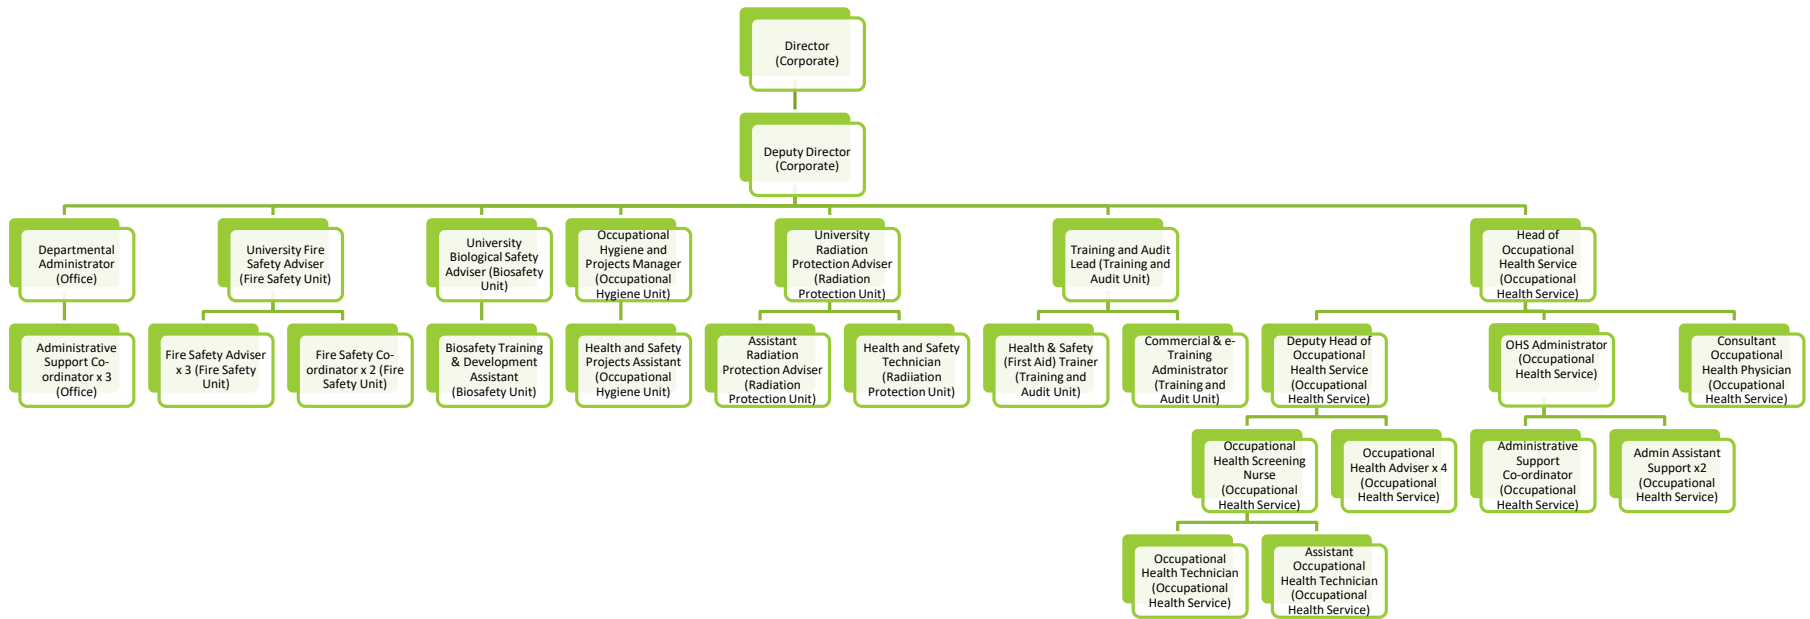 Director
(Corporate)
Deputy Director
(Corporate)
Departmental
Administrator
(Office)
University Fire
Safety Adviser
(Fire Safety Unit)
University
Biological Safety
Adviser (Biosafety
Unit)
Occupational
Hygiene and
Projects Manager
(Occupational
Hygiene Unit)
University
Radiation
Protection Adviser
(Radiation
Protection Unit)
Training and Audit
Lead (Training and
Audit Unit)
Head of
Occupational
Health Service
(Occupational
Health Service)
Administrative
Support Co-
ordinator x 3
(Office)
Fire Safety Adviser
x 3 (Fire Safety
Unit)
Fire Safety Co-
ordinator x 2 (Fire
Safety Unit)
Biosafety Training
& Development
Assistant
(Biosafety Unit)
Health and Safety
Projects Assistant
(Occupational
Hygiene Unit)
Assistant
Radiation
Protection Adviser
(Radiation
Protection Unit)
Health and Safety
Technician
(Radiiation
Protection Unit)
Health & Safety
(First Aid) Trainer
(Training and
Audit Unit)
Commercial & e-
Training
Administrator
(Training and
Audit Unit)
Deputy Head of
Occupational
Health Service
(Occupational
Health Service)
OHS Administrator
(Occupational
Health Service)
Consultant
Occupational
Health Physician
(Occupational
Health Service)
Occupational
Health Screening
Nurse
(Occupational
Health Service)
Occupational
Health Adviser x 4
(Occupational
Health Service)
Administrative
Support
Co-ordinator
(Occupational
Health Service)
Admin Assistant
Support x2
(Occupational
Health Service)
Occupational
Health Technician
(Occupational
Health Service)
Assistant
Occupational
Health Technician
(Occupational
Health Service)